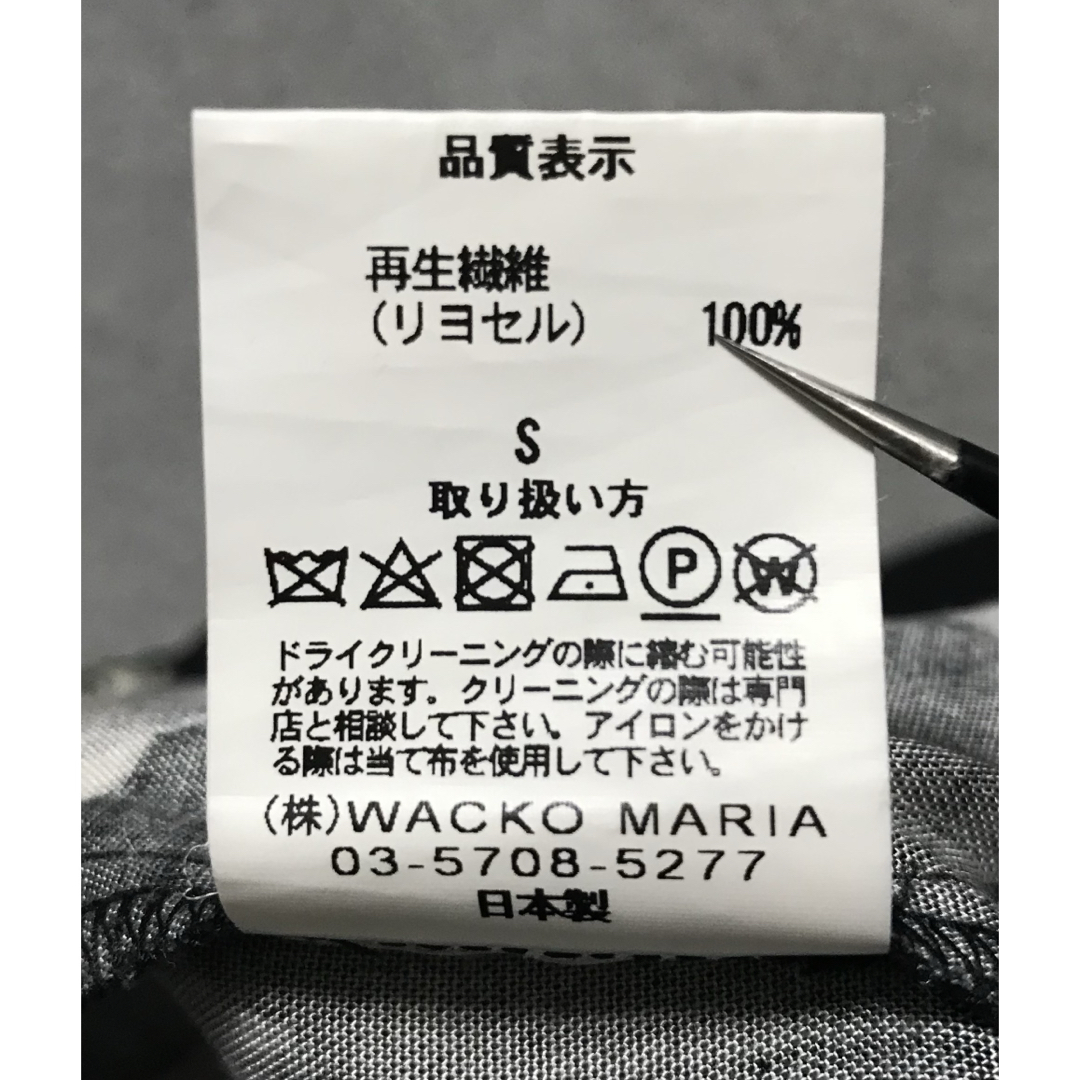 品質表示
再生繊維
(リヨセル) 100%
S
取り扱い方
P W
ドライクリーニングの際に縮む可能性
があります。クリーニングの際は専門
店と相談して下さい。アイロンをかけ
る際は当て布を使用して下さい。
(株)WACKO MARIA
03-5708-5277
日本製